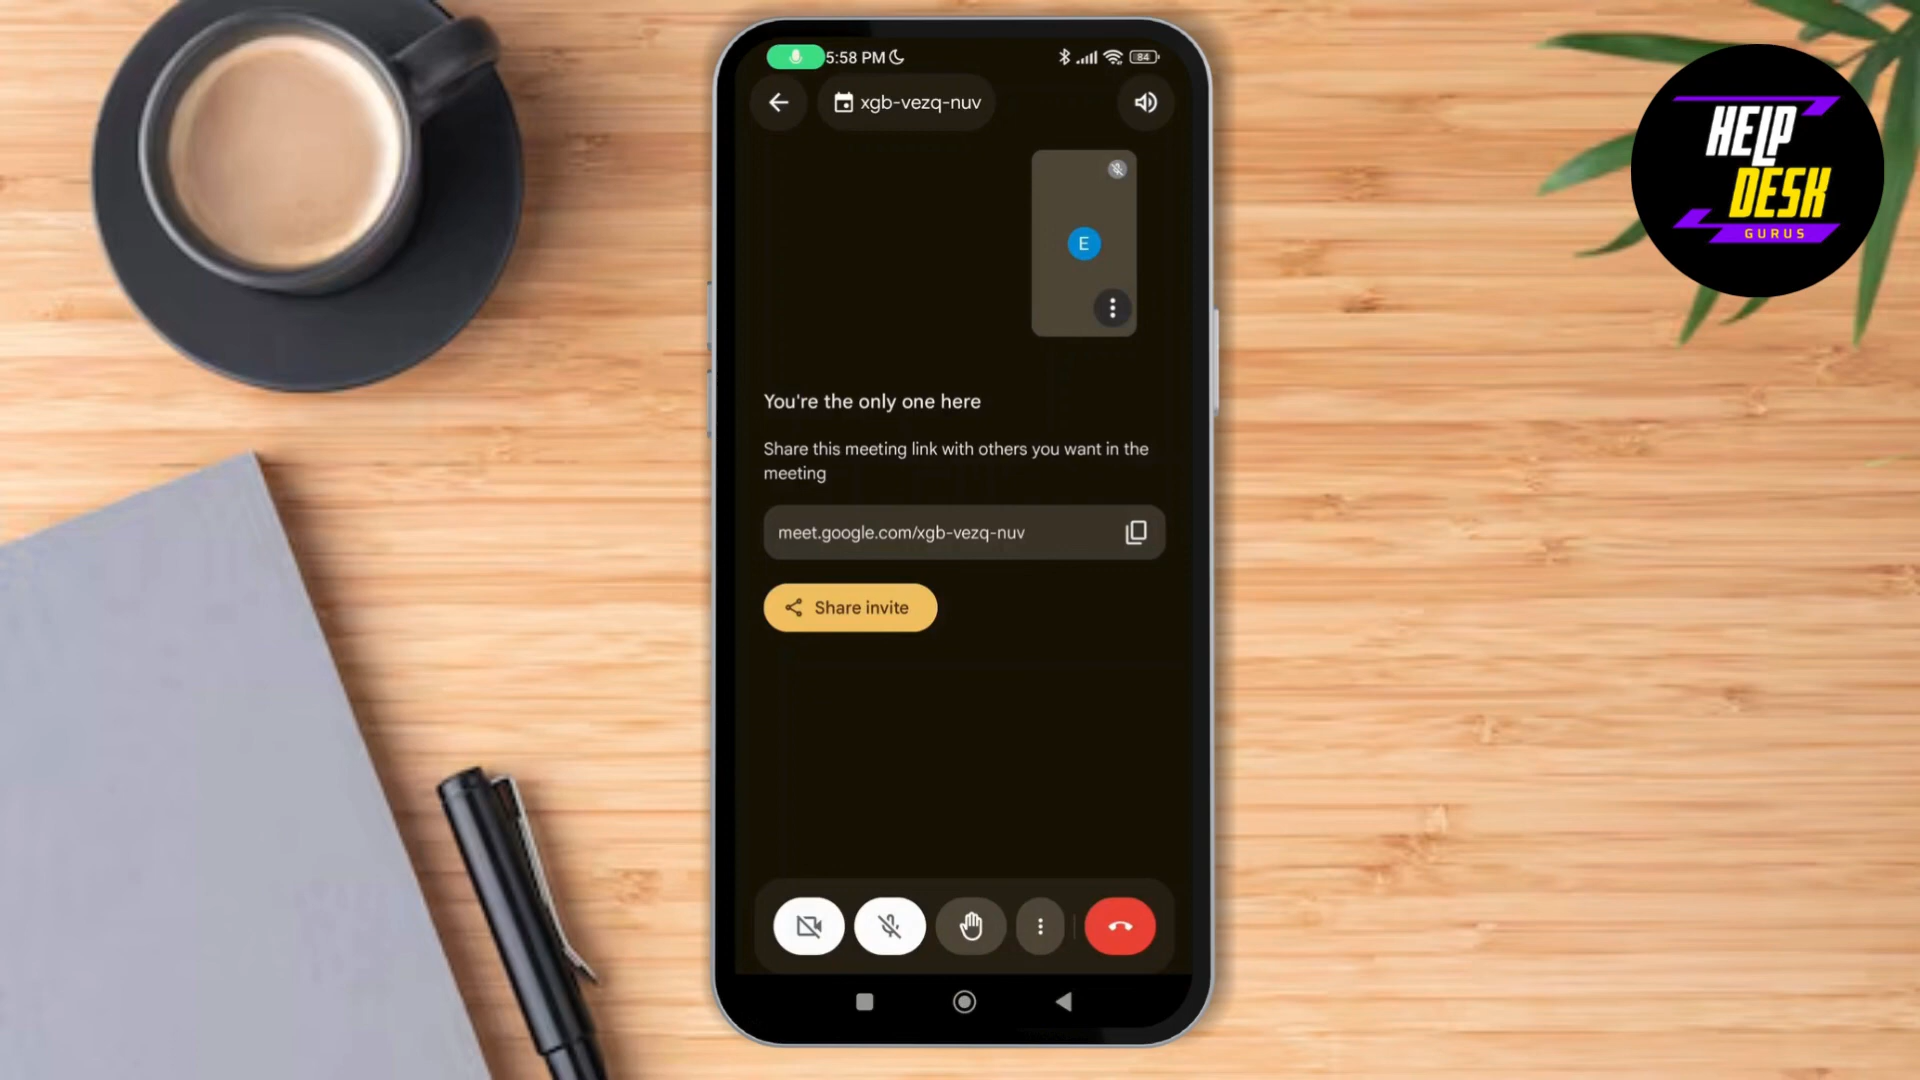 5:58 PM
84
xgb-vezq-nuv
E
You're the only one here
Share this meeting link with others you want in the
meeting
meet.google.com/xgb-vezq-nuv
Share invite
HELP
DESK
GURUS